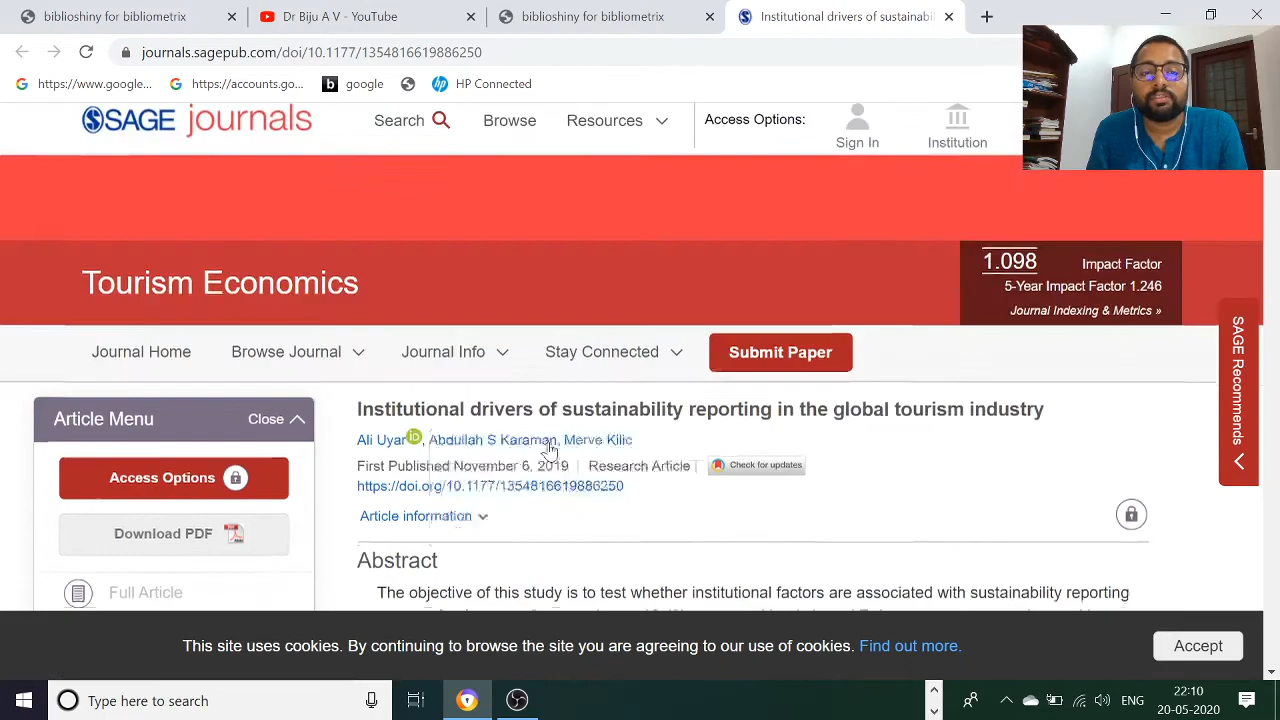 biblioshiny for bibliometrix
Dr Biju A V - YouTube
biblioshiny for bibliometrix
Institutional drivers of sustainabil
journals.sagepub.com/doi/10.1177/1354816619886250
https://www.google...
https://accounts.go...
b google
hp HP Connected
SAGE journals
Search
Browse
Resources
Access Options:
Sign In
Institution
Tourism Economics
1.098 Impact Factor
5-Year Impact Factor 1.246
Journal Indexing & Metrics »
SAGE Recommends
Journal Home
Browse Journal
Journal Info
Stay Connected
Submit Paper
Article Menu
Close
Access Options
Download PDF
Full Article
Institutional drivers of sustainability reporting in the global tourism industry
Ali Uyar iD, Abdullah S Karaman, Merve Kilic
First Published November 6, 2019 | Research Article | Check for updates
https://doi.org/10.1177/1354816619886250
Article information
Abstract
The objective of this study is to test whether institutional factors are associated with sustainability reporting
This site uses cookies. By continuing to browse the site you are agreeing to our use of cookies. Find out more.
Accept
Type here to search
ENG
22:10
20-05-2020